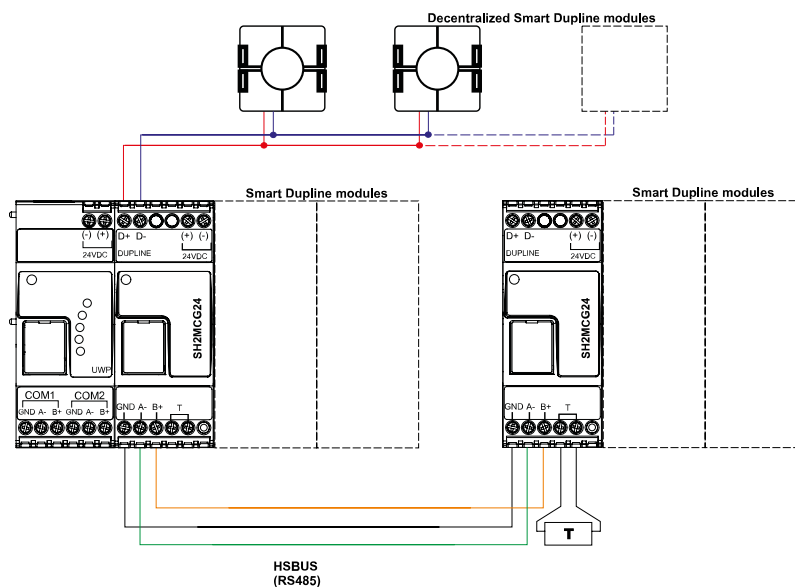 Decentralized Smart Dupline modules
Smart Dupline modules
Smart Dupline modules
(-) (+)
24VDC
D+ D-
DUPLINE
(+) (-)
24VDC
D+ D-
DUPLINE
(+) (-)
24VDC
UWP
SH2MCG24
SH2MCG24
COM1 COM2
GND A- B+ GND A- B+
GND A- B+ T
GND A- B+ T
T
HSBUS
(RS485)